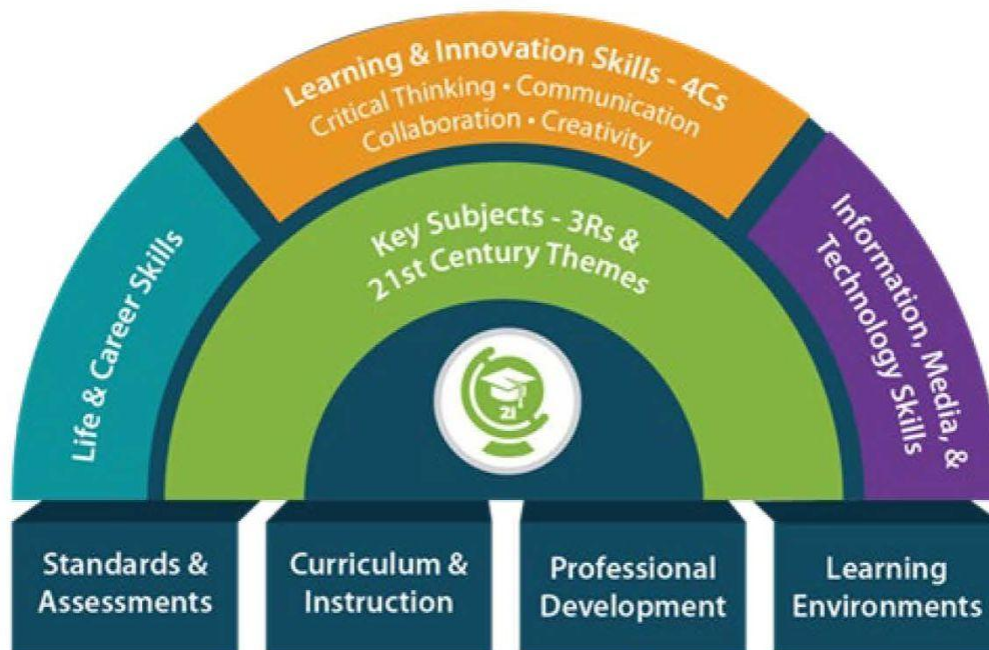 Learning & Innovation Skills - 4Cs
Critical Thinking • Communication
Collaboration • Creativity
Life & Career Skills
Key Subjects - 3Rs &
21st Century Themes
Information, Media, &
Technology Skills
21
Standards &
Assessments
Curriculum &
Instruction
Professional
Development
Learning
Environments